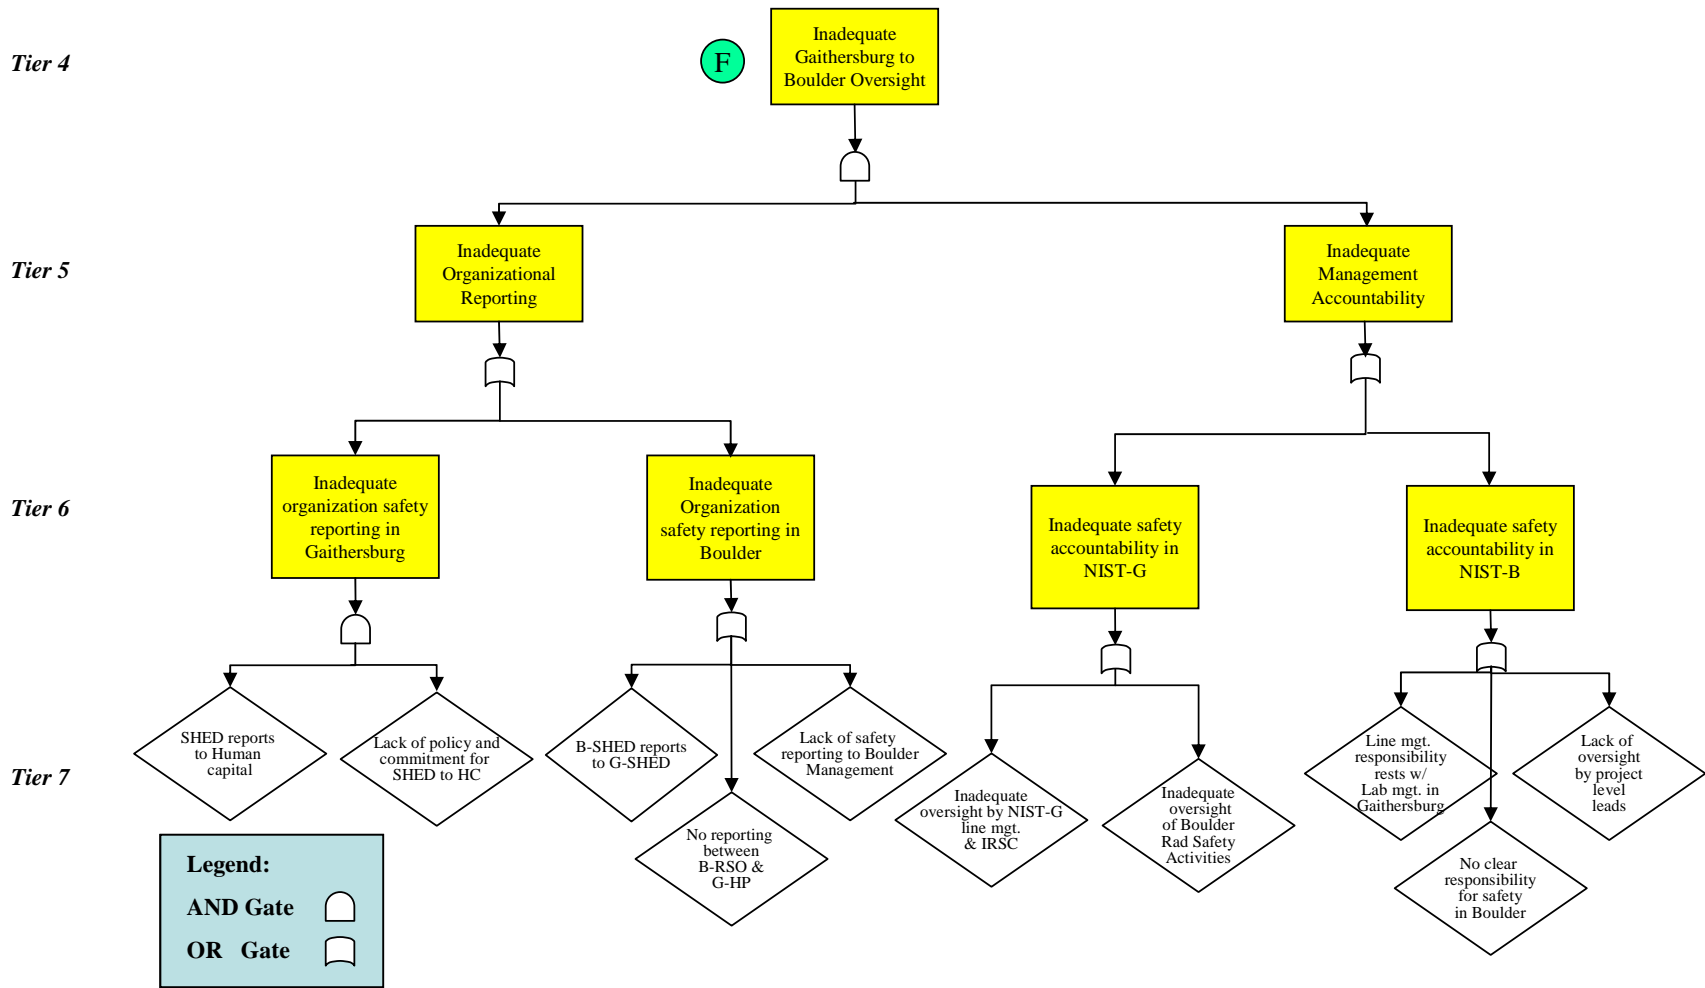 Tier 4
F
Inadequate
Gaithersburg to
Boulder Oversight
Tier 5
Inadequate
Organizational
Reporting
Inadequate
Management
Accountability
Tier 6
Inadequate
organization safety
reporting in
Gaithersburg
Inadequate
Organization
safety reporting in
Boulder
Inadequate safety
accountability in
NIST-G
Inadequate safety
accountability in
NIST-B
Tier 7
SHED reports
to Human
capital
Lack of policy and
commitment for
SHED to HC
B-SHED reports
to G-SHED
No reporting
between
B-RSO &
G-HP
Lack of safety
reporting to Boulder
Management
Inadequate
oversight by NIST-G
line mgt.
& IRSC
Inadequate
oversight
of Boulder
Rad Safety
Activities
Line mgt.
responsibility
rests w/
Lab mgt. in
Gaithersburg
No clear
responsibility
for safety
in Boulder
Lack of
oversight
by project
level
leads
Legend:
AND Gate
OR Gate